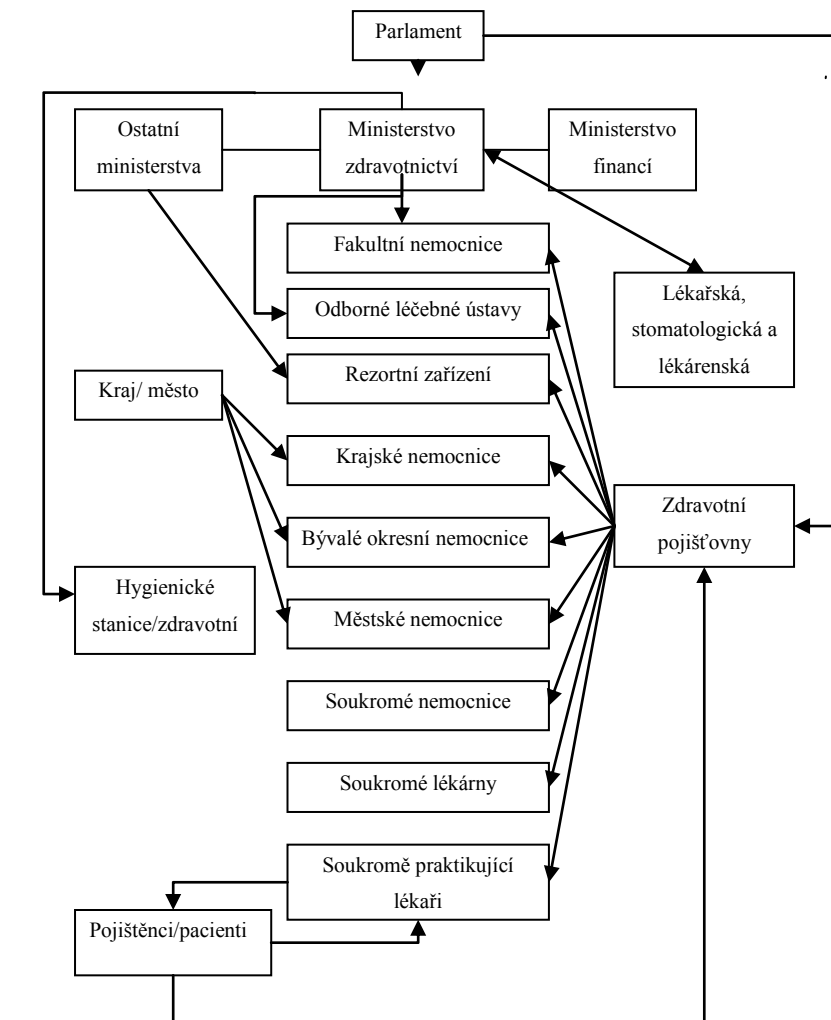 Parlament
Ostatní
ministerstva
Ministerstvo
zdravotnictví
Ministerstvo
financí
Fakultní nemocnice
Odborné léčebné ústavy
Lékařská,
stomatologická a
lékárenská
Rezortní zařízení
Kraj/ město
Krajské nemocnice
Zdravotní
pojišťovny
Bývalé okresní nemocnice
Hygienické
stanice/zdravotní
Městské nemocnice
Soukromé nemocnice
Soukromé lékárny
Soukromě praktikující
lékaři
Pojištěnci/pacienti